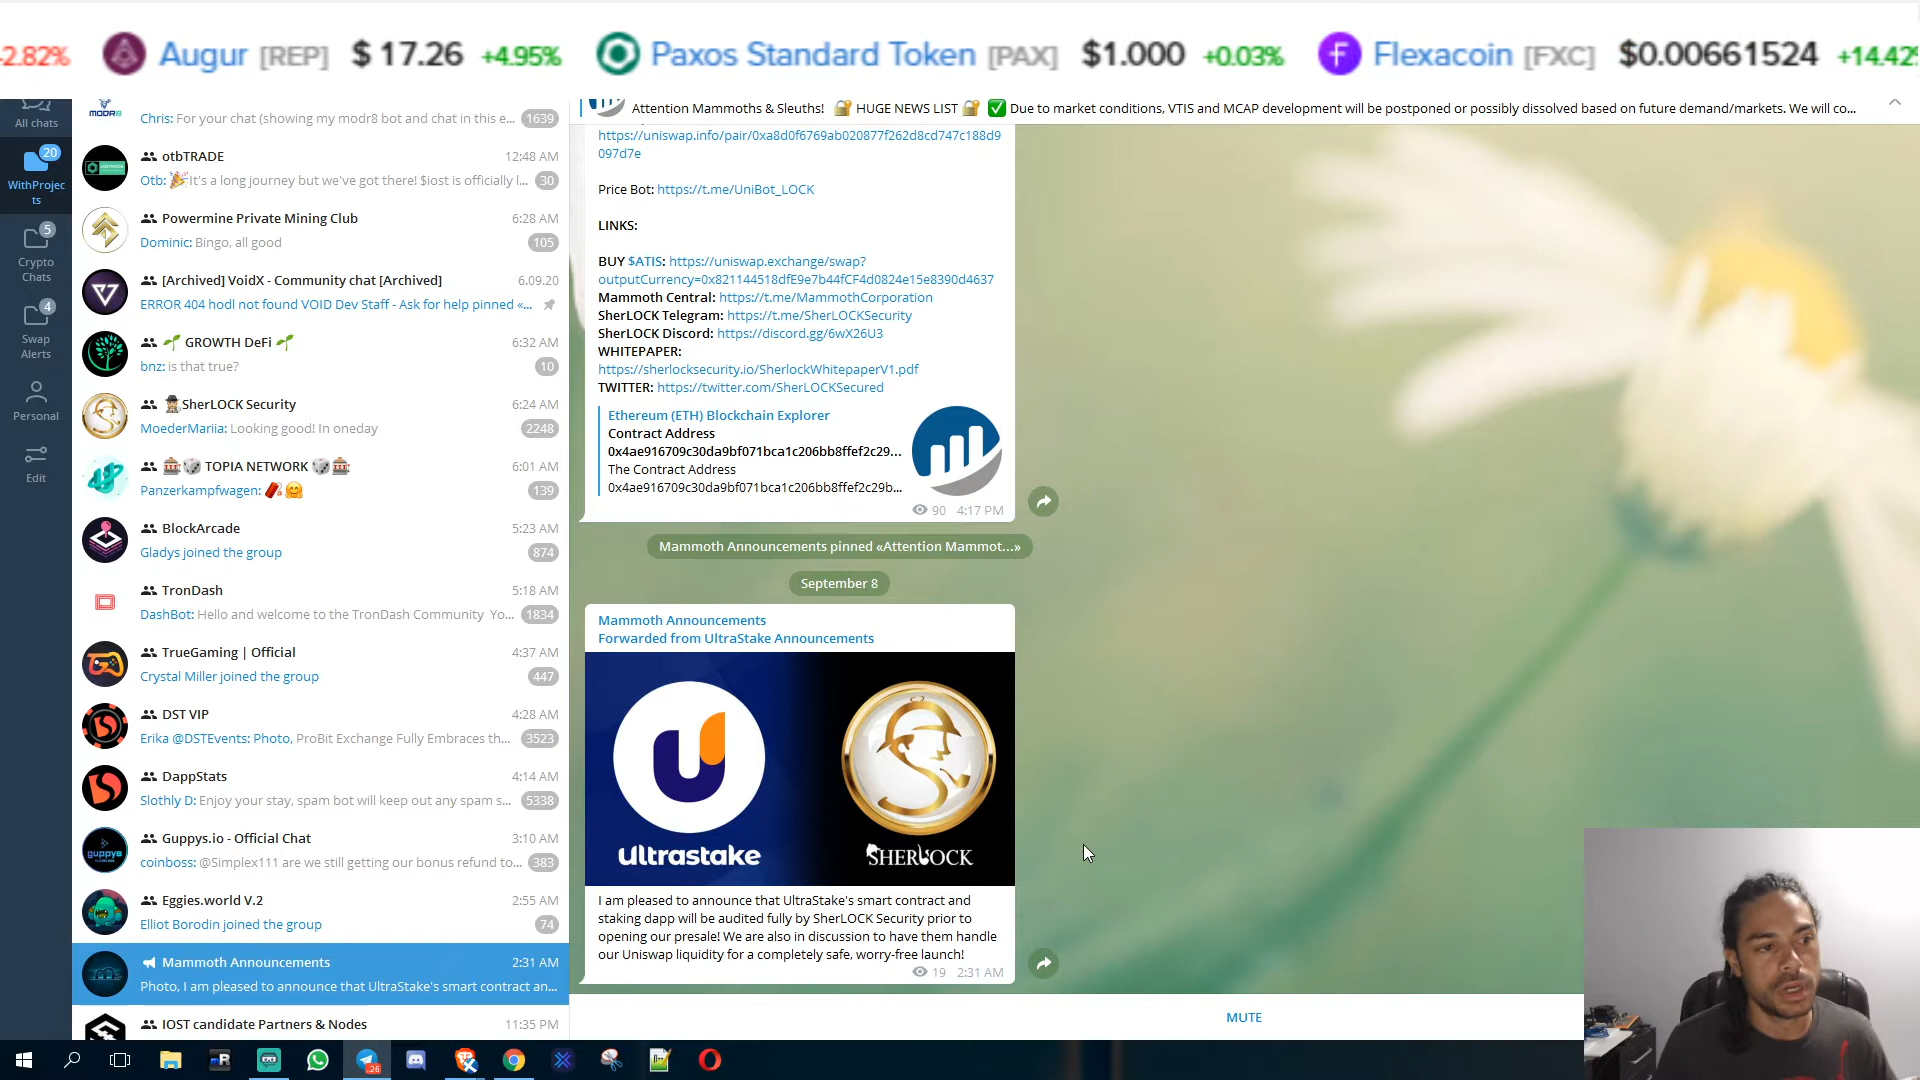 -2.82% Augur [REP] $ 17.26 +4.95% Paxos Standard Token [PAX] $1.000 +0.03% Flexacoin [FXC] $0.00661524 +14.42%
All chats
20
WithProjec
ts
5
Crypto
Chats
4
Swap
Alerts
Personal
Edit
MODR8
Chris: For your chat (showing my modr8 bot and chat in this e... 1639
otbTRADE 12:48 AM
Otb: 🎉It's a long journey but we've got there! $iost is officially l... 30
Powermine Private Mining Club 6:28 AM
Dominic: Bingo, all good 105
[Archived] VoidX - Community chat [Archived] 6.09.20
ERROR 404 hodl not found VOID Dev Staff - Ask for help pinned «...
🌱 GROWTH DeFi 🌱 6:32 AM
bnz: is that true? 10
🕵SherLOCK Security 6:24 AM
MoederMariia: Looking good! In oneday 2248
🎰🎲 TOPIA NETWORK 🎲🎰 6:01 AM
Panzerkampfwagen: 🧧🤗 139
BlockArcade 5:23 AM
Gladys joined the group 874
TronDash 5:18 AM
DashBot: Hello and welcome to the TronDash Community Yo... 1834
TrueGaming | Official 4:37 AM
Crystal Miller joined the group 447
DST VIP 4:28 AM
Erika @DSTEvents: Photo, ProBit Exchange Fully Embraces th... 3523
DappStats 4:14 AM
Slothly D: Enjoy your stay, spam bot will keep out any spam s... 5338
guppys
Guppys.io - Official Chat 3:10 AM
coinboss: @Simplex111 are we still getting our bonus refund to... 383
Eggies.world V.2 2:55 AM
Elliot Borodin joined the group 74
Mammoth Announcements 2:31 AM
Photo, I am pleased to announce that UltraStake's smart contract an...
IOST candidate Partners & Nodes 11:35 PM
Attention Mammoths & Sleuths! 🔐 HUGE NEWS LIST 🔐 ✅ Due to market conditions, VTIS and MCAP development will be postponed or possibly dissolved based on future demand/markets. We will co...
https://uniswap.info/pair/0xa8d0f6769ab020877f262d8cd747c188d9
097d7e
Price Bot: https://t.me/UniBot_LOCK
LINKS:
BUY $ATIS: https://uniswap.exchange/swap?
outputCurrency=0x821144518dfE9e7b44fCF4d0824e15e8390d4637
Mammoth Central: https://t.me/MammothCorporation
SherLOCK Telegram: https://t.me/SherLOCKSecurity
SherLOCK Discord: https://discord.gg/6wX26U3
WHITEPAPER:
https://sherlocksecurity.io/SherlockWhitepaperV1.pdf
TWITTER: https://twitter.com/SherLOCKSecured
Ethereum (ETH) Blockchain Explorer
Contract Address
0x4ae916709c30da9bf071bca1c206bb8ffef2c29...
The Contract Address
0x4ae916709c30da9bf071bca1c206bb8ffef2c29b...
90 4:17 PM
Mammoth Announcements pinned «Attention Mammot...»
September 8
Mammoth Announcements
Forwarded from UltraStake Announcements
ultrastake
SHERLOCK
I am pleased to announce that UltraStake's smart contract and
staking dapp will be audited fully by SherLOCK Security prior to
opening our presale! We are also in discussion to have them handle
our Uniswap liquidity for a completely safe, worry-free launch!
19 2:31 AM
MUTE
R
26